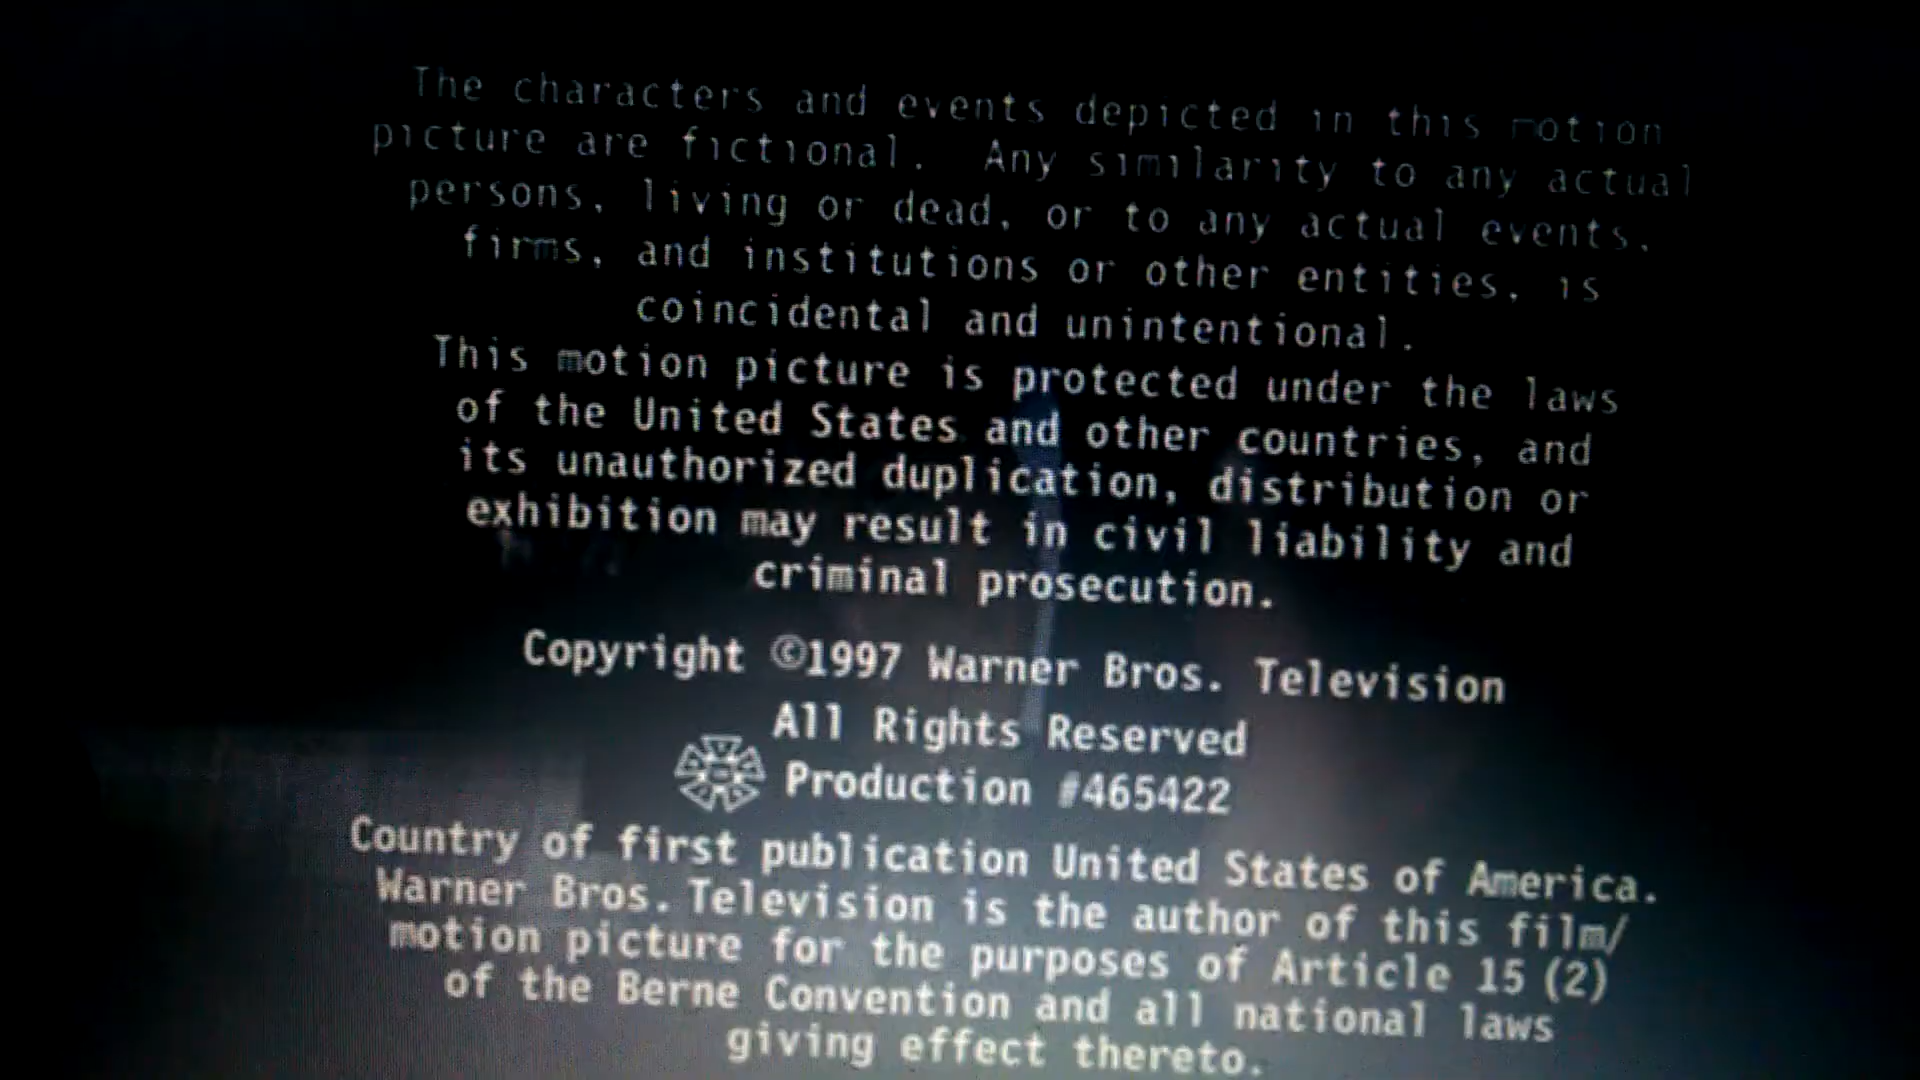 The characters and events depicted in this motion
picture are fictional. Any similarity to any actual
persons, living or dead, or to any actual events,
firms, and institutions or other entities, is
coincidental and unintentional.
This motion picture is protected under the laws
of the United States and other countries, and
its unauthorized duplication, distribution or
exhibition may result in civil liability and
criminal prosecution.
Copyright ©1997 Warner Bros. Television
All Rights Reserved
Production #465422
Country of first publication United States of America.
Warner Bros. Television is the author of this film/
motion picture for the purposes of Article 15 (2)
of the Berne Convention and all national laws
giving effect thereto.